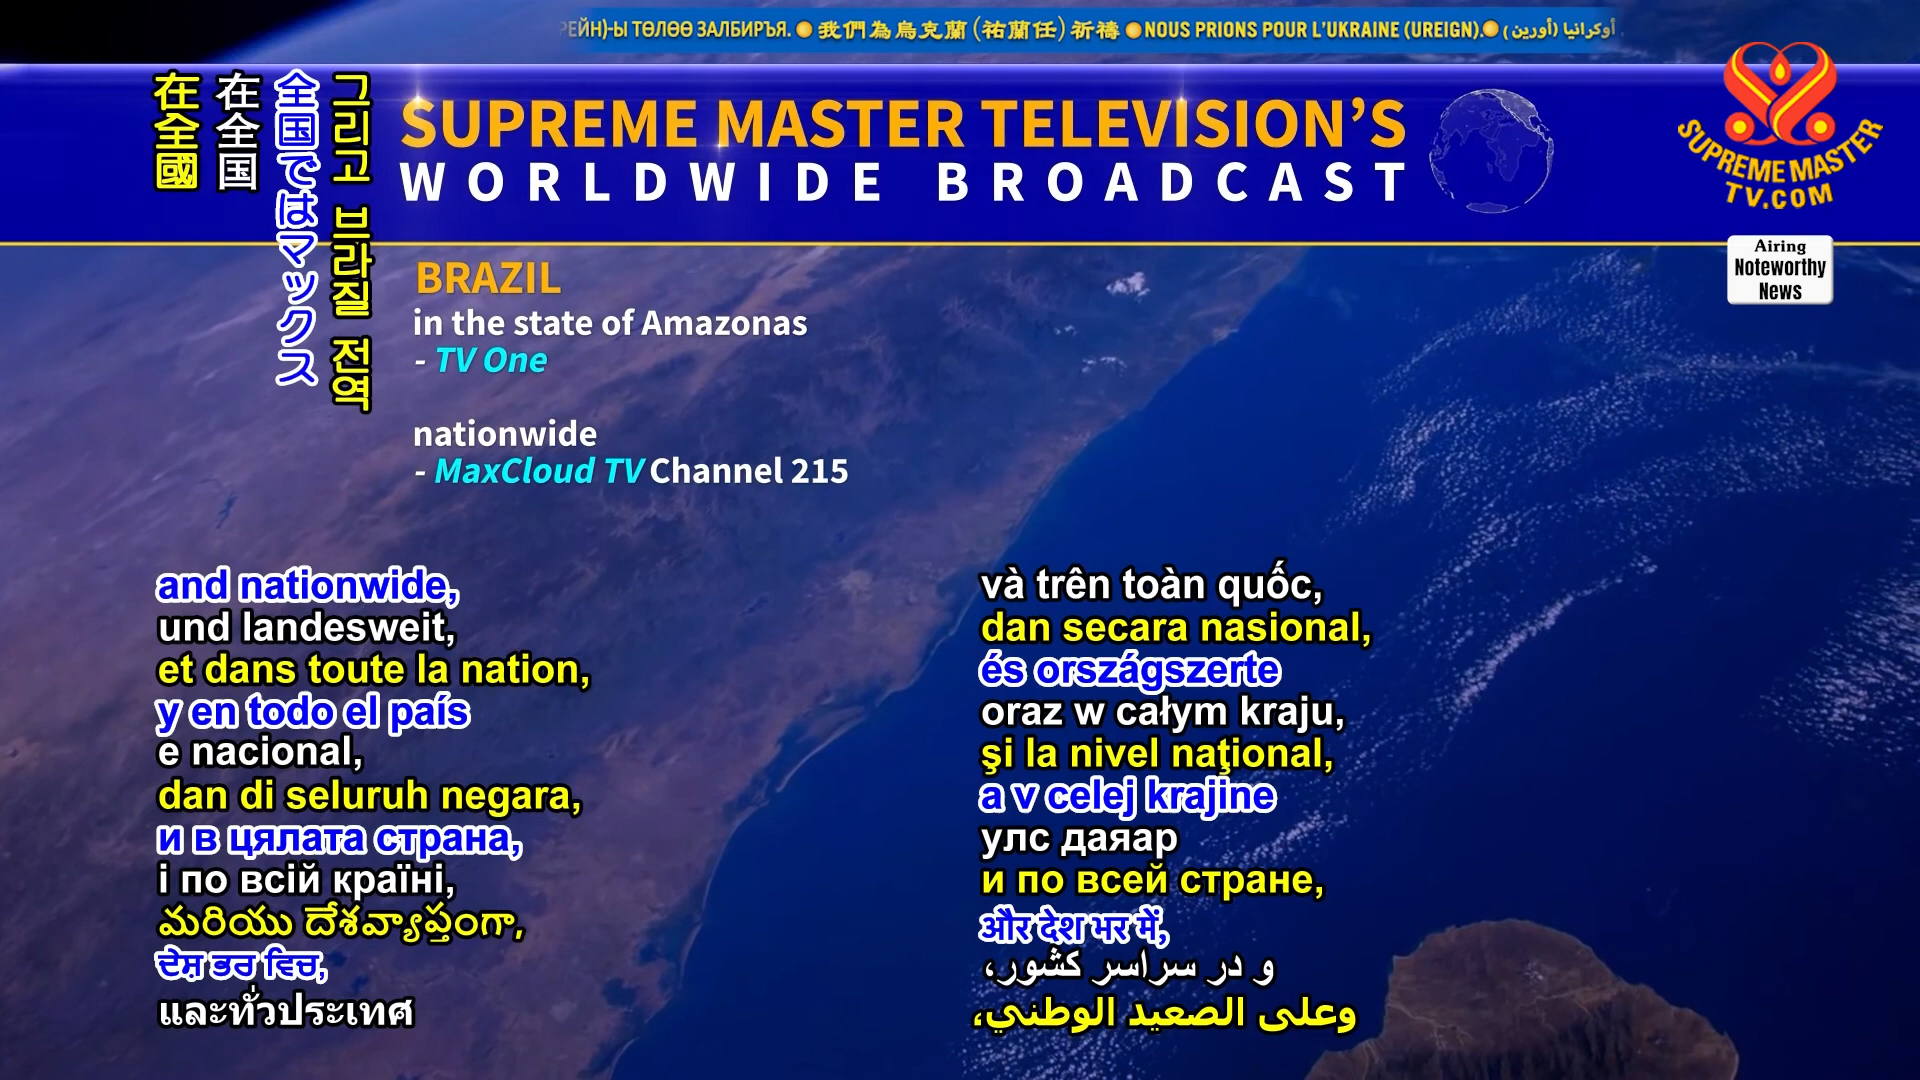 РЕЙН)-Ы ТӨЛӨӨ ЗАЛБИРЪЯ. 我們為烏克蘭 (祐蘭任) 祈禱 NOUS PRIONS POUR L'UKRAINE (UREIGN). أوكرانيا (أورين)
SUPREME MASTER TELEVISION'S
WORLDWIDE BROADCAST
SUPREME MASTER
TV.COM
Airing
Noteworthy
News
在全國
在全国
全国ではマックス
그리고 브라질 전역
BRAZIL
in the state of Amazonas
- TV One
nationwide
- MaxCloud TV Channel 215
and nationwide,
und landesweit,
et dans toute la nation,
y en todo el país
e nacional,
dan di seluruh negara,
и в цялата страна,
і по всій країні,
మరియు దేశవ్యాప్తంగా,
ਦੇਸ਼ ਭਰ ਵਿਚ,
และทั่วประเทศ
và trên toàn quốc,
dan secara nasional,
és országszerte
oraz w całym kraju,
şi la nivel naţional,
a v celej krajine
улс даяар
и по всей стране,
और देश भर में,
و در سراسر کشور،
وعلى الصعيد الوطني،